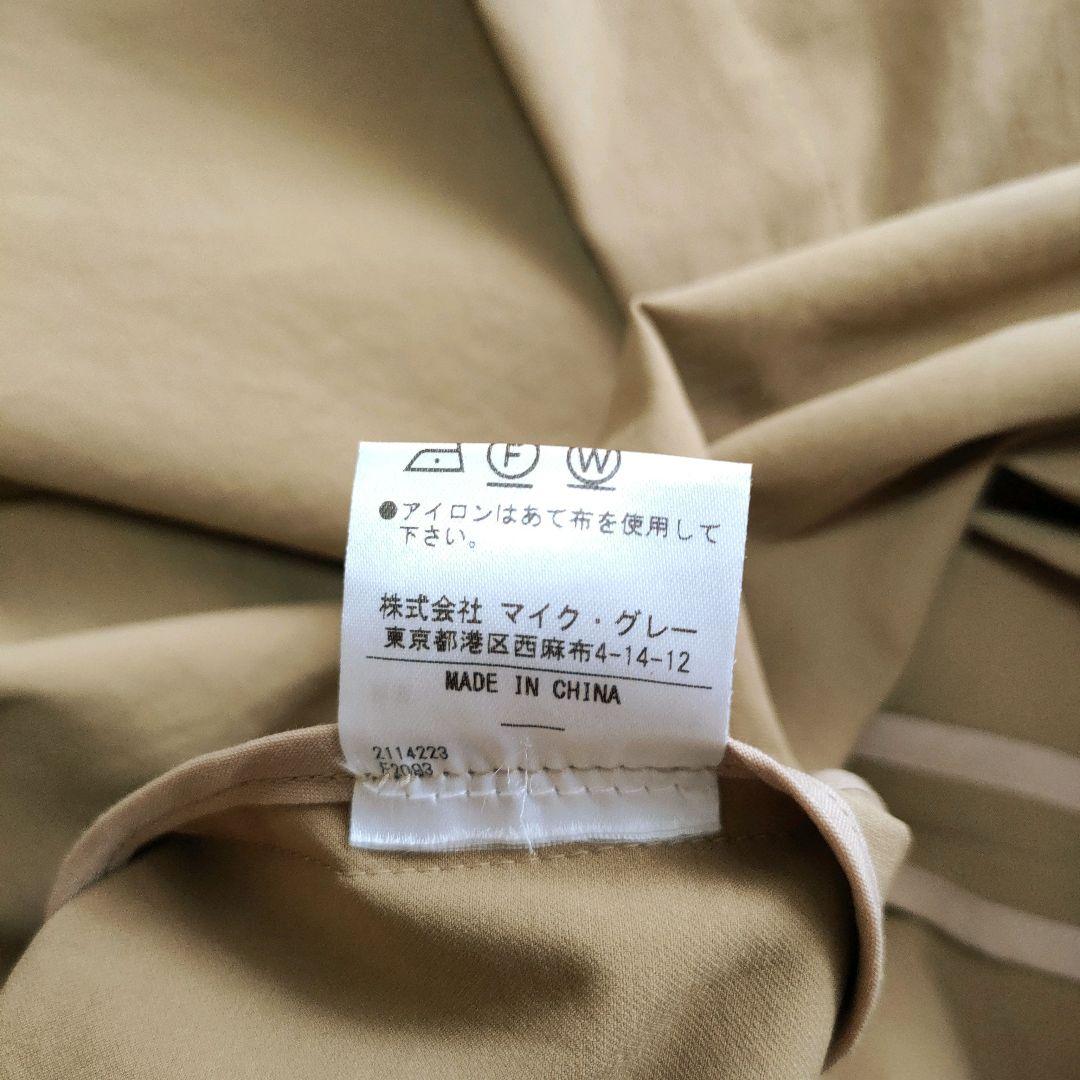 F W
●アイロンはあて布を使用して
下さい。
株式会社 マイク・グレー
東京都港区西麻布4-14-12
MADE IN CHINA
2114223
F2093